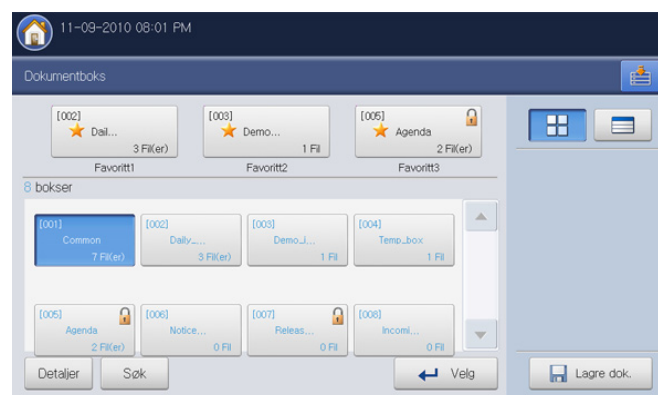 11-09-2010 08:01 PM
Dokumentboks
[002]
Dail...
3 Fil(er)
Favoritt1
[003]
Demo...
1 Fil
Favoritt2
[005]
Agenda
2 Fil(er)
Favoritt3
8 bokser
[001]
Common
7 Fil(er)
[002]
Daily_...
3 Fil(er)
[003]
Demo_i...
1 Fil
[004]
Temp_box
1 Fil
[005]
Agenda
2 Fil(er)
[006]
Notice...
0 Fil
[007]
Releas...
0 Fil
[008]
Incomi...
0 Fil
Detaljer
Søk
Velg
Lagre dok.